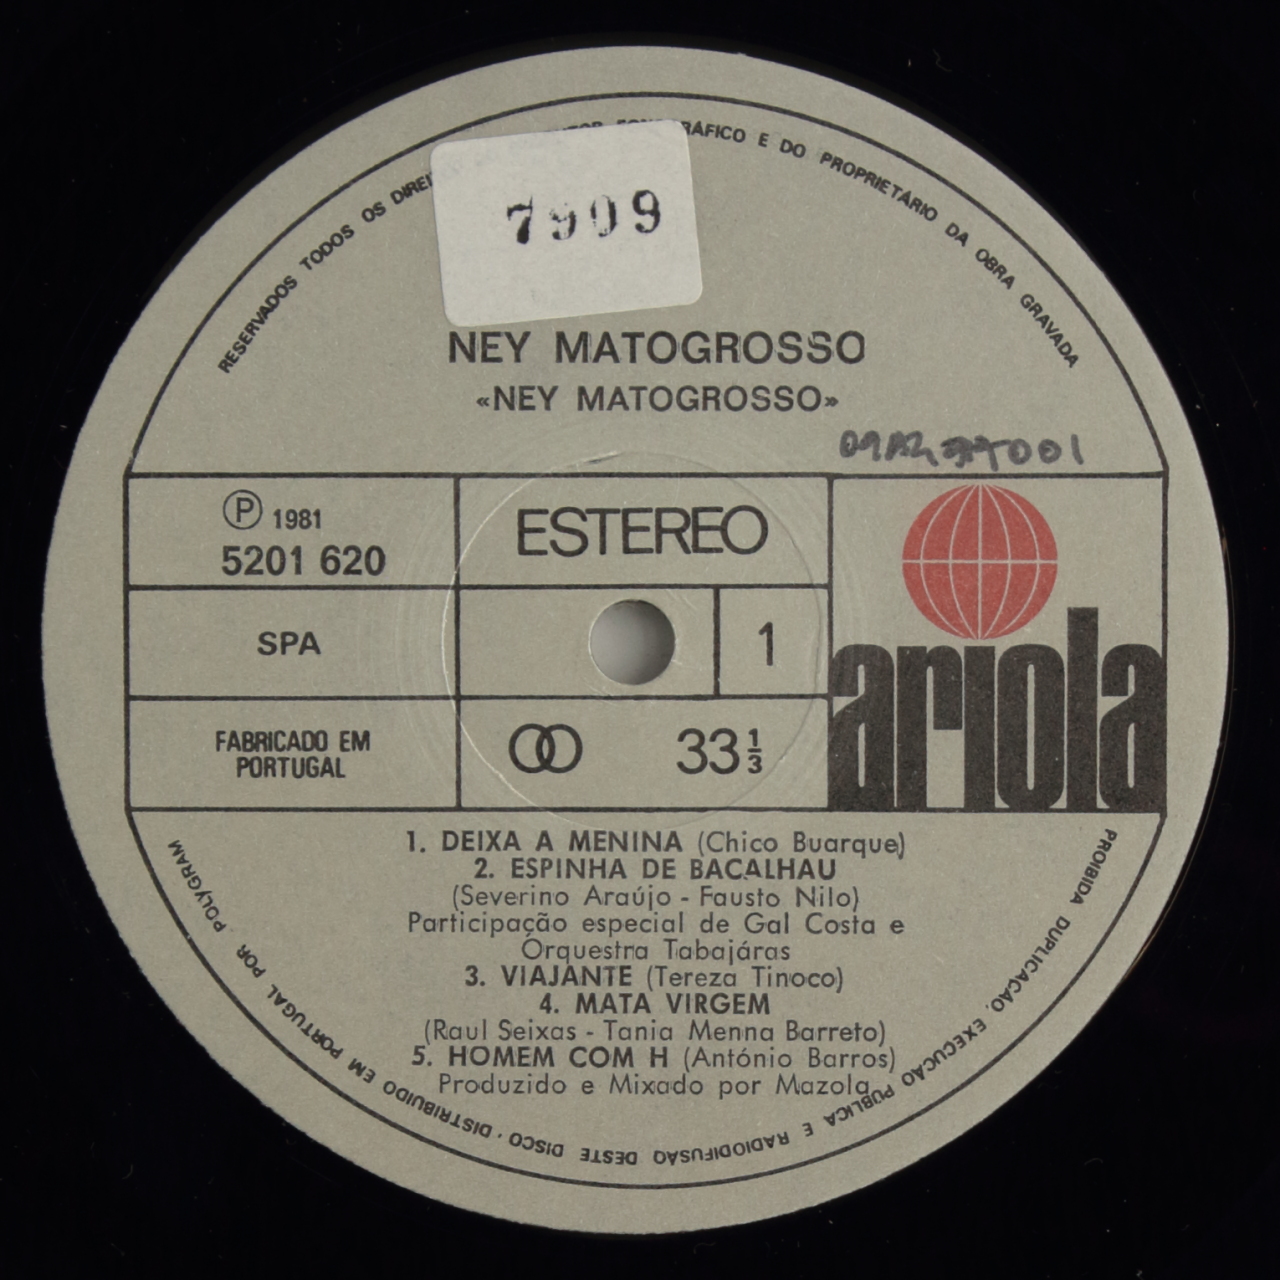 RESERVADOS TODOS OS RÁFICO E DO PROPRIETÁRIO DA OBRA GRAVADA
7909
NEY MATOGROSSO
«NEY MATOGROSSO»
Ⓟ 1981
5201 620
ESTEREO
SPA
1
FABRICADO EM
PORTUGAL
33 1/3
ariola
1. DEIXA A MENINA (Chico Buarque)
2. ESPINHA DE BACALHAU
(Severino Araújo - Fausto Nilo)
Participação especial de Gal Costa e
Orquestra Tabajáras
3. VIAJANTE (Tereza Tinoco)
4. MATA VIRGEM
(Raul Seixas - Tania Menna Barreto)
5. HOMEM COM H (António Barros)
Produzido e Mixado por Mazola
PROIBIDA DUPLICAÇÃO, EXECUÇÃO PÚBLICA E RADIODIFUSÃO DESTE DISCO · DISTRIBUIDO EM PORTUGAL POR POLYGRAM